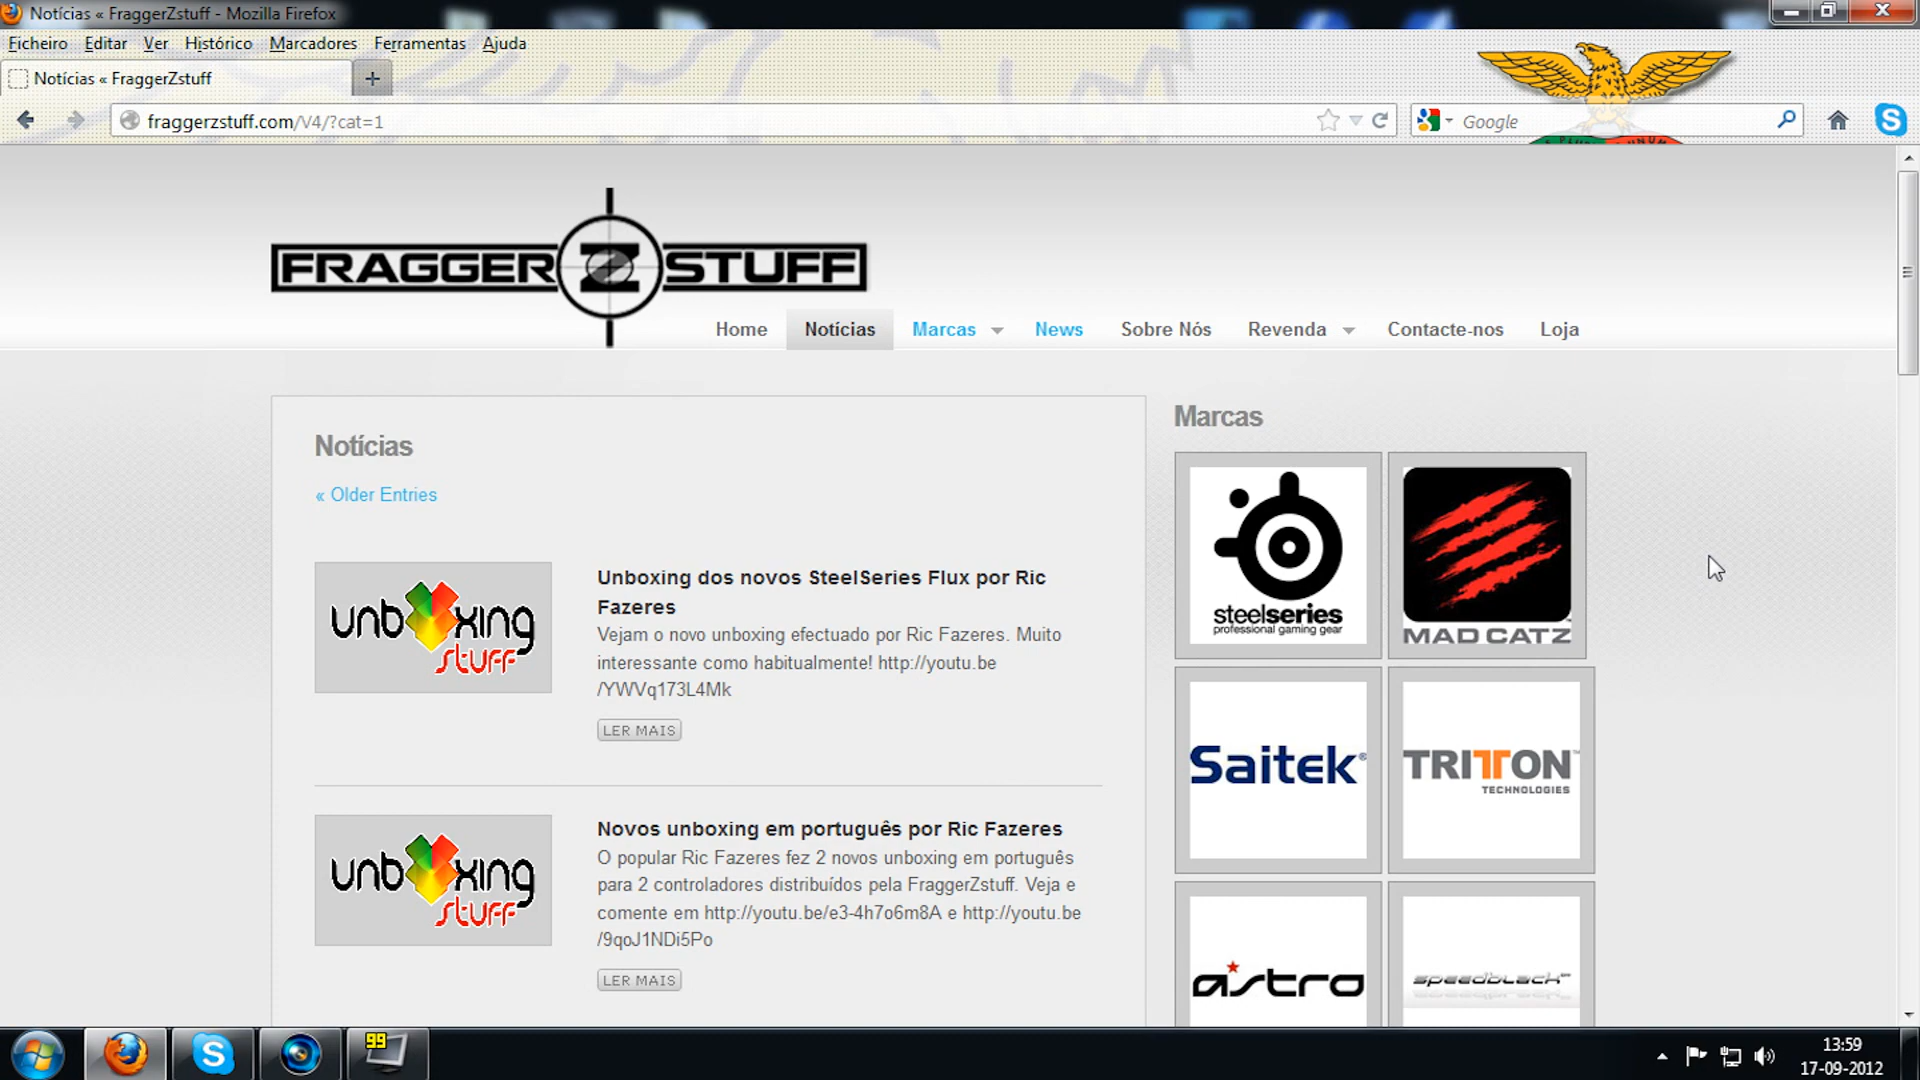 Notícias « FraggerZstuff - Mozilla Firefox
Ficheiro Editar Ver Histórico Marcadores Ferramentas Ajuda
Notícias « FraggerZstuff
fraggerzstuff.com/V4/?cat=1
Google
FRAGGER Z STUFF
Home Notícias Marcas News Sobre Nós Revenda Contacte-nos Loja
Notícias
« Older Entries
unboxing
stuff
Unboxing dos novos SteelSeries Flux por Ric
Fazeres
Vejam o novo unboxing efectuado por Ric Fazeres. Muito
interessante como habitualmente! http://youtu.be
/YWVq173L4Mk
LER MAIS
unboxing
stuff
Novos unboxing em português por Ric Fazeres
O popular Ric Fazeres fez 2 novos unboxing em português
para 2 controladores distribuídos pela FraggerZstuff. Veja e
comente em http://youtu.be/e3-4h7o6m8A e http://youtu.be
/9qoJ1NDi5Po
LER MAIS
Marcas
steelseries
professional gaming gear
MAD CATZ
Saitek®
TRITTON™
TECHNOLOGIES
astro
speedblack
99
13:59
17-09-2012